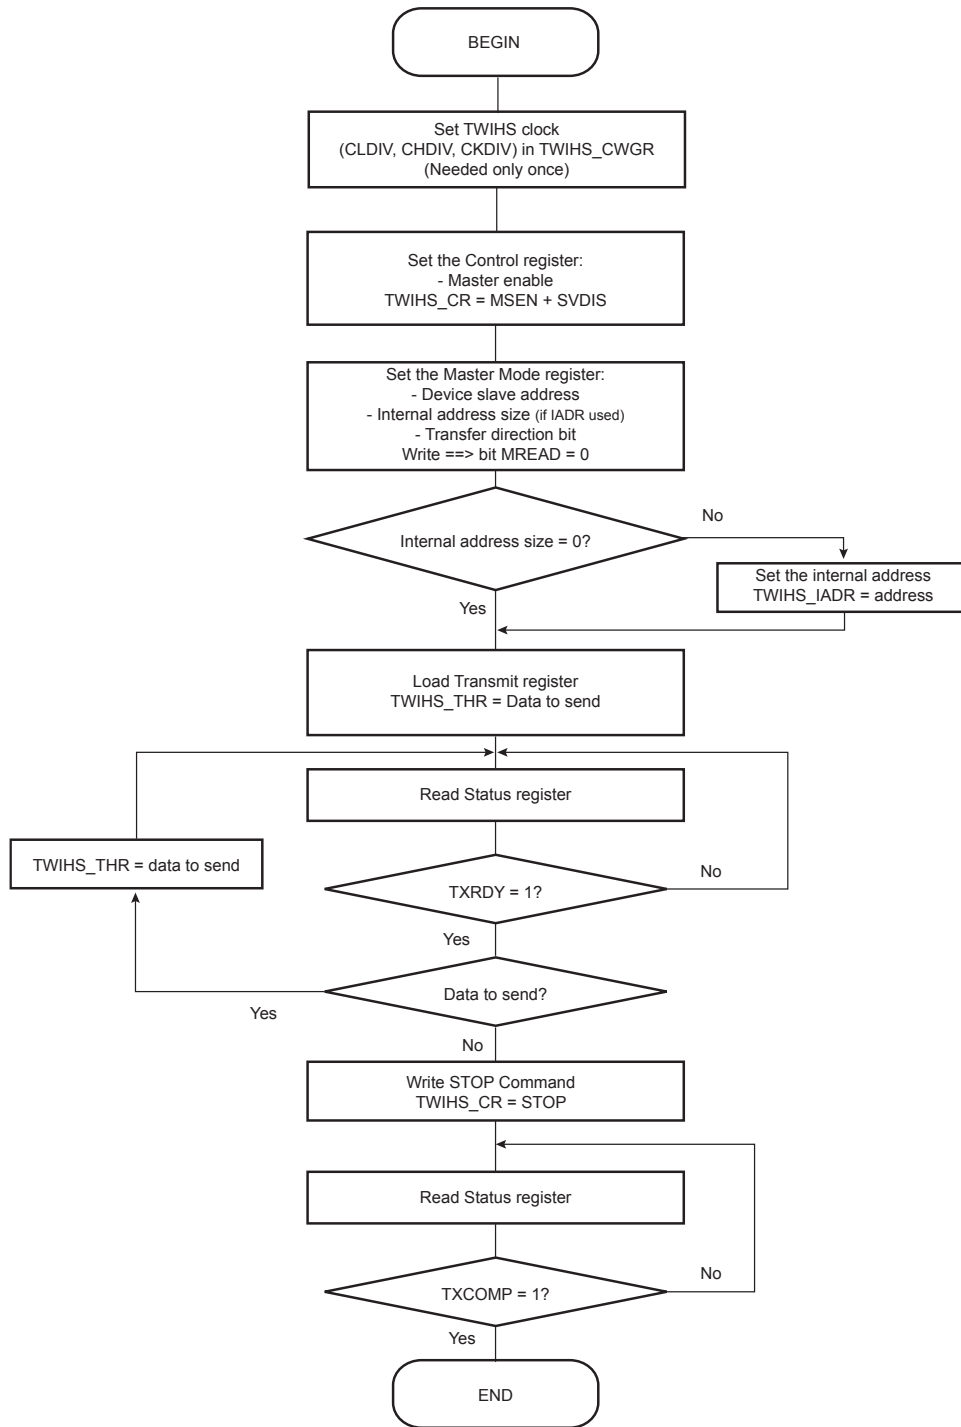 BEGIN
Set TWIHS clock
(CLDIV, CHDIV, CKDIV) in TWIHS_CWGR
(Needed only once)
Set the Control register:
- Master enable
TWIHS_CR = MSEN + SVDIS
Set the Master Mode register:
- Device slave address
- Internal address size (if IADR used)
- Transfer direction bit
Write ==> bit MREAD = 0
No
Internal address size = 0?
Set the internal address
TWIHS_IADR = address
Yes
Load Transmit register
TWIHS_THR = Data to send
Read Status register
TWIHS_THR = data to send
No
TXRDY = 1?
Yes
Data to send?
Yes
No
Write STOP Command
TWIHS_CR = STOP
Read Status register
No
TXCOMP = 1?
Yes
END